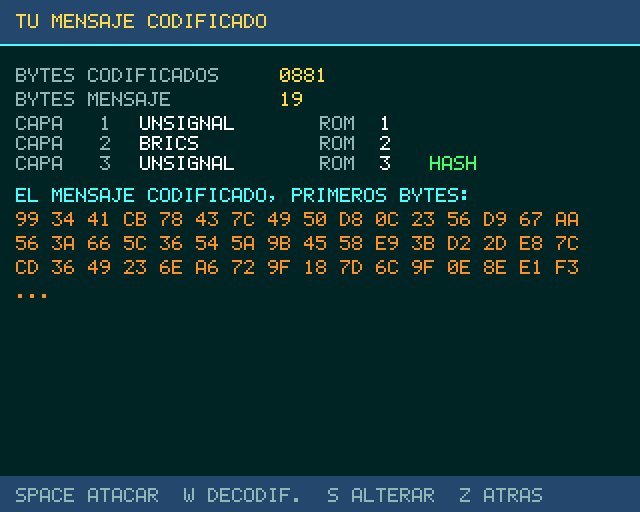 TU MENSAJE CODIFICADO
BYTES CODIFICADOS 0881
BYTES MENSAJE 19
CAPA 1 UNSIGNAL ROM 1
CAPA 2 BRICS ROM 2
CAPA 3 UNSIGNAL ROM 3 HASH
EL MENSAJE CODIFICADO, PRIMEROS BYTES:
99 34 41 CB 78 43 7C 49 50 D8 0C 23 56 D9 67 AA
56 3A 66 5C 36 54 5A 9B 45 58 E9 3B D2 2D E8 7C
CD 36 49 23 6E A6 72 9F 18 7D 6C 9F 0E 8E E1 F3
...
SPACE ATACAR W DECODIF. S ALTERAR Z ATRAS